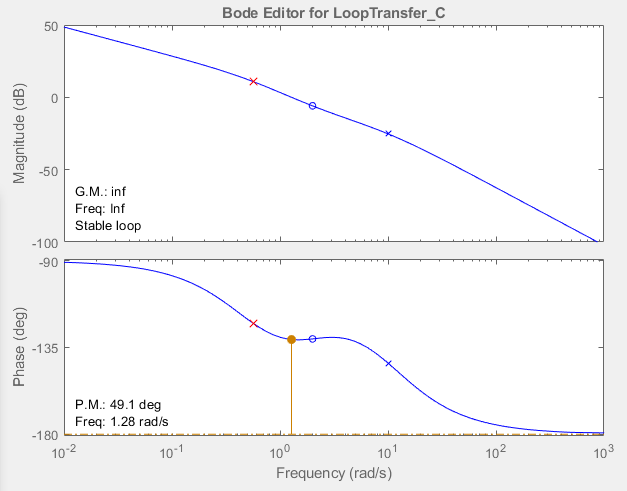 Bode Editor for LoopTransfer_C
Magnitude (dB)
50
0
-50
-100
G.M.: inf
Freq: Inf
Stable loop
Phase (deg)
-90
-135
-180
P.M.: 49.1 deg
Freq: 1.28 rad/s
10^-2 10^-1 10^0 10^1 10^2 10^3
Frequency (rad/s)